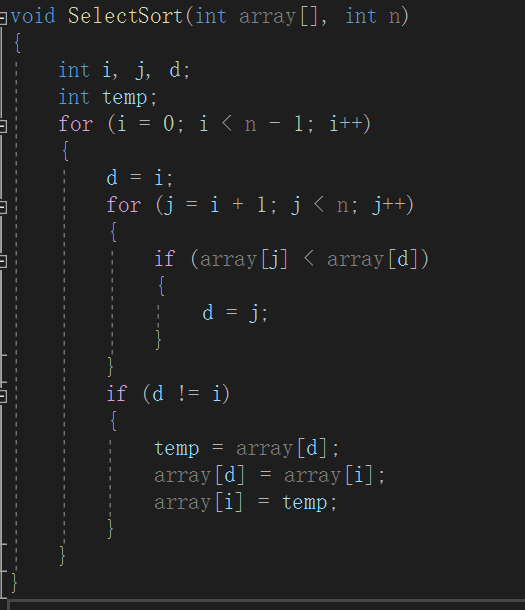 void SelectSort(int array[], int n)
{
    int i, j, d;
    int temp;
    for (i = 0; i < n - 1; i++)
    {
        d = i;
        for (j = i + 1; j < n; j++)
        {
            if (array[j] < array[d])
            {
                d = j;
            }
        }
        if (d != i)
        {
            temp = array[d];
            array[d] = array[i];
            array[i] = temp;
        }
    }
}